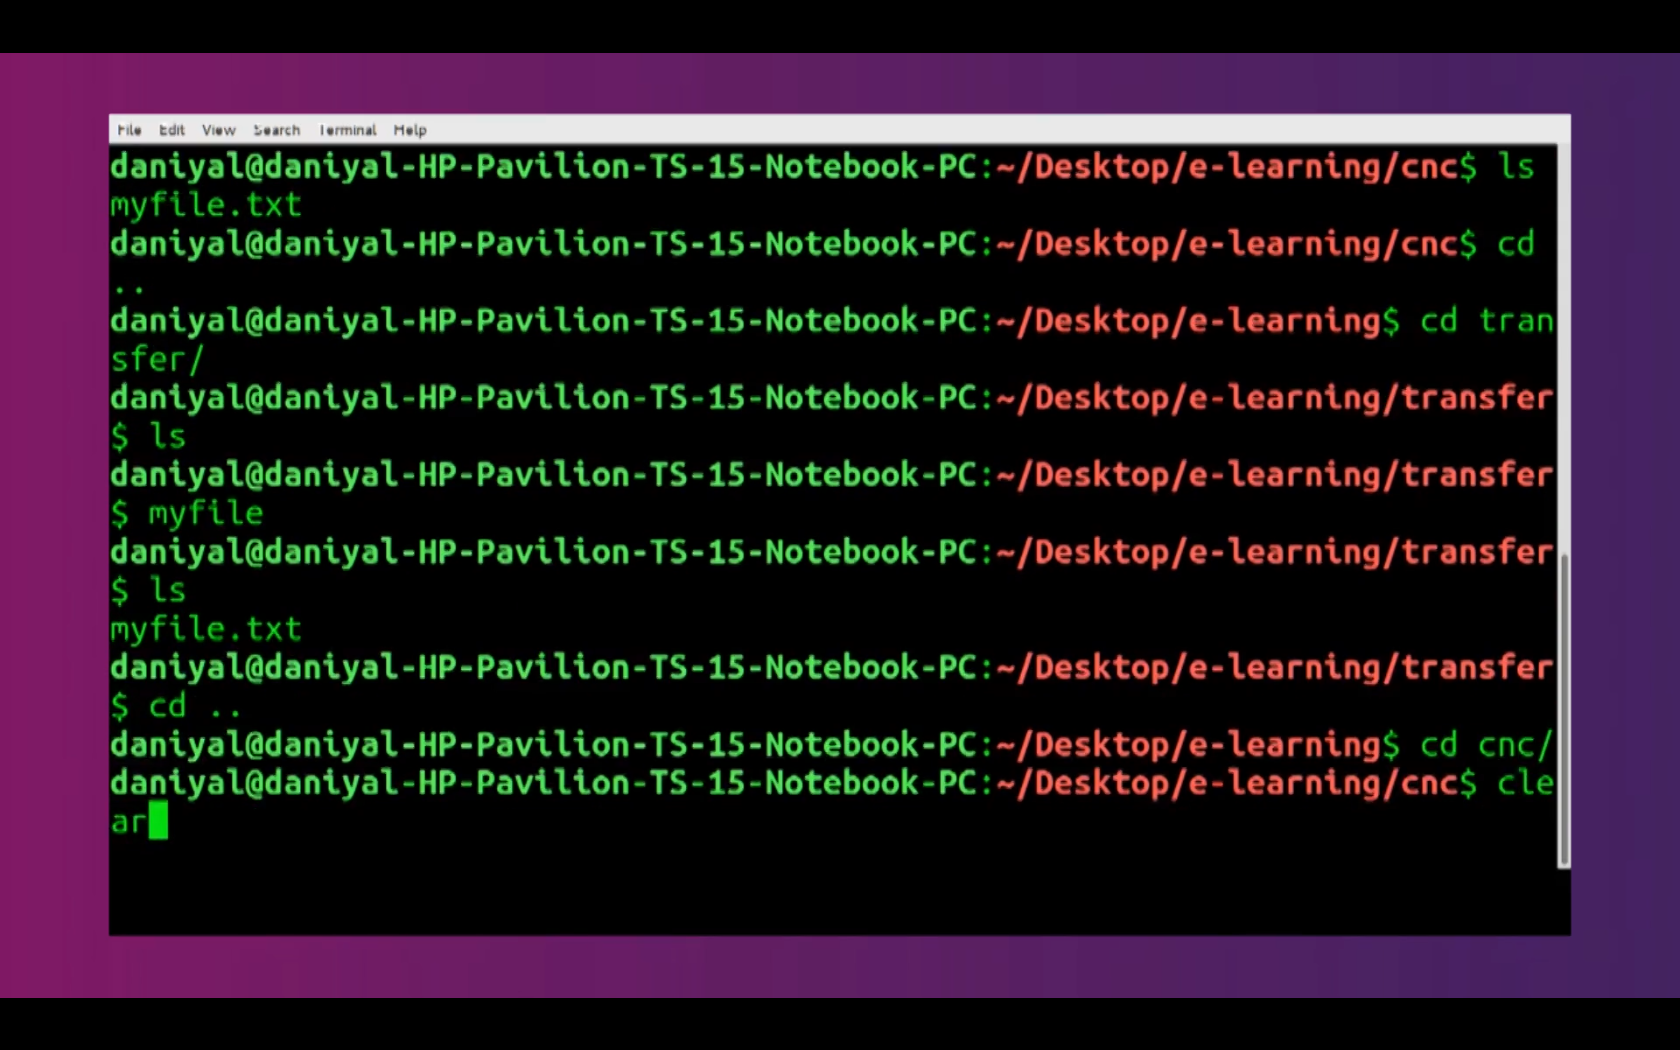 File Edit View Search Terminal Help
daniyal@daniyal-HP-Pavilion-TS-15-Notebook-PC:~/Desktop/e-learning/cnc$ ls
myfile.txt
daniyal@daniyal-HP-Pavilion-TS-15-Notebook-PC:~/Desktop/e-learning/cnc$ cd
..
daniyal@daniyal-HP-Pavilion-TS-15-Notebook-PC:~/Desktop/e-learning$ cd tran
sfer/
daniyal@daniyal-HP-Pavilion-TS-15-Notebook-PC:~/Desktop/e-learning/transfer
$ ls
daniyal@daniyal-HP-Pavilion-TS-15-Notebook-PC:~/Desktop/e-learning/transfer
$ myfile
daniyal@daniyal-HP-Pavilion-TS-15-Notebook-PC:~/Desktop/e-learning/transfer
$ ls
myfile.txt
daniyal@daniyal-HP-Pavilion-TS-15-Notebook-PC:~/Desktop/e-learning/transfer
$ cd ..
daniyal@daniyal-HP-Pavilion-TS-15-Notebook-PC:~/Desktop/e-learning$ cd cnc/
daniyal@daniyal-HP-Pavilion-TS-15-Notebook-PC:~/Desktop/e-learning/cnc$ cle
ar